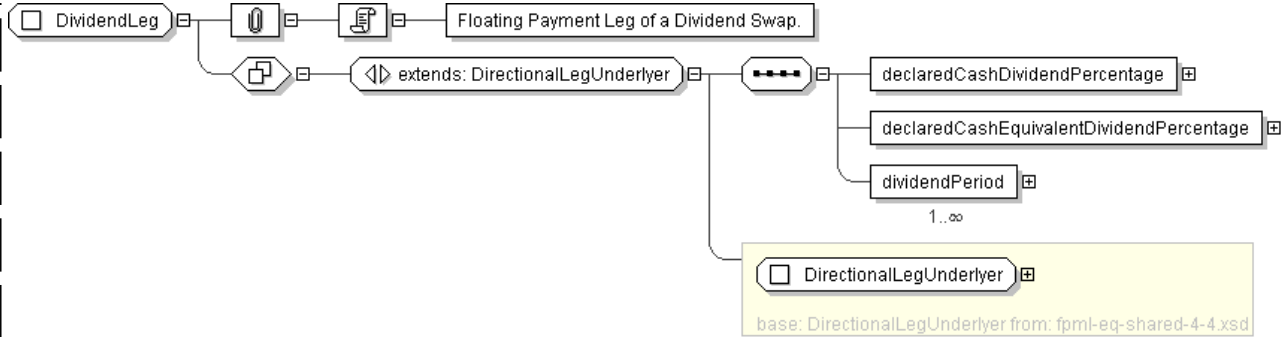 DividendLeg
Floating Payment Leg of a Dividend Swap.
extends: DirectionalLegUnderlyer
declaredCashDividendPercentage
declaredCashEquivalentDividendPercentage
dividendPeriod
1..∞
DirectionalLegUnderlyer
base: DirectionalLegUnderlyer from: fpml-eq-shared-4-4.xsd